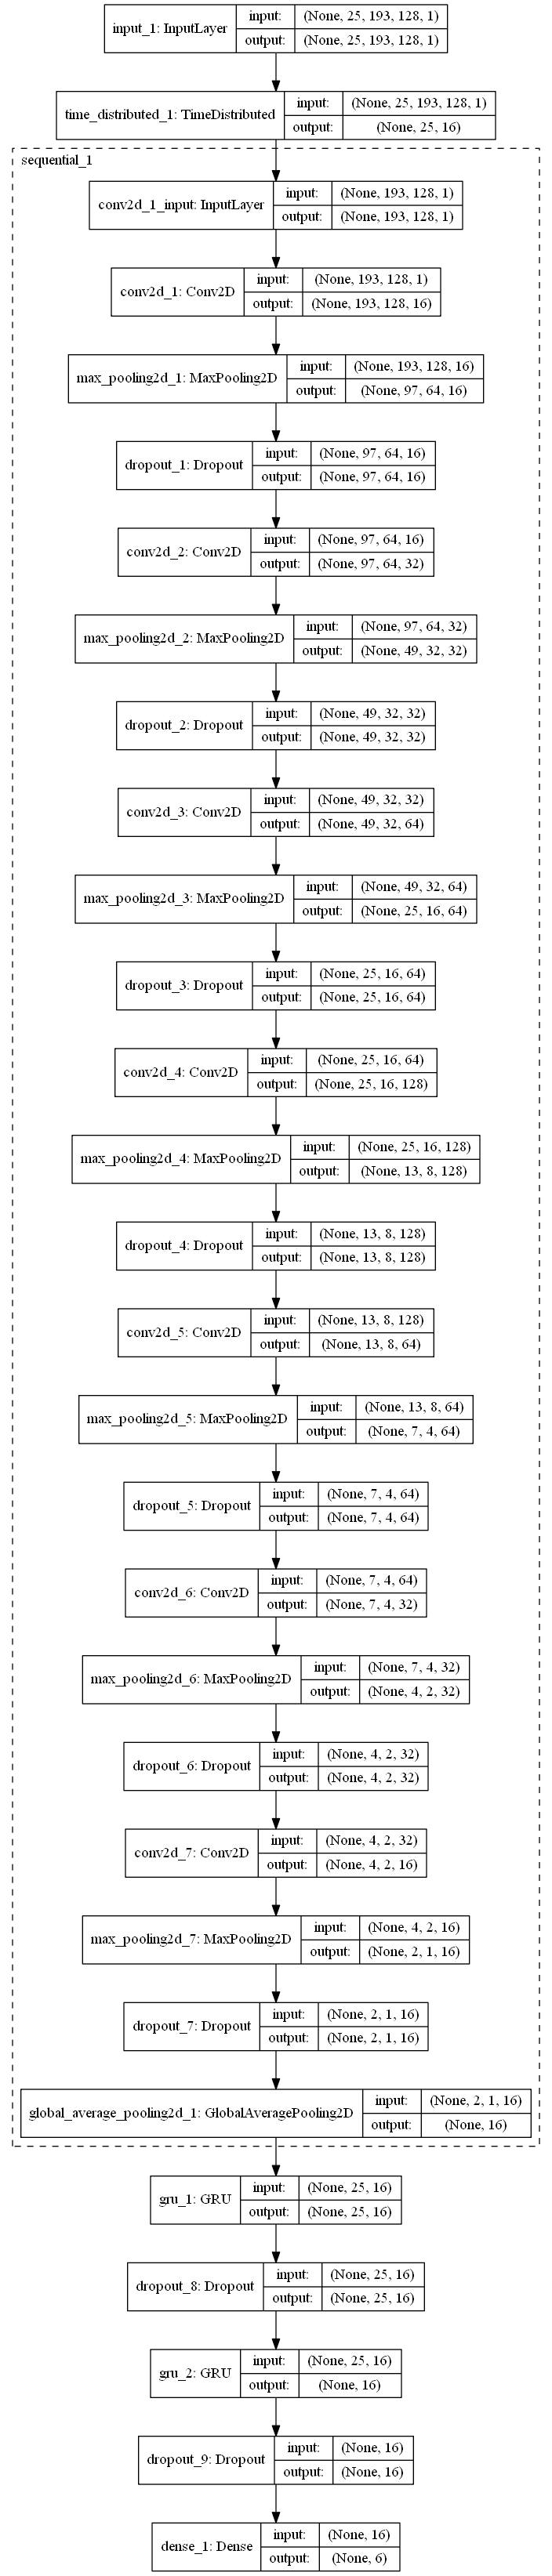 input_1: InputLayer
input: (None, 25, 193, 128, 1)
output: (None, 25, 193, 128, 1)
time_distributed_1: TimeDistributed
input: (None, 25, 193, 128, 1)
output: (None, 25, 16)
sequential_1
conv2d_1_input: InputLayer
input: (None, 193, 128, 1)
output: (None, 193, 128, 1)
conv2d_1: Conv2D
input: (None, 193, 128, 1)
output: (None, 193, 128, 16)
max_pooling2d_1: MaxPooling2D
input: (None, 193, 128, 16)
output: (None, 97, 64, 16)
dropout_1: Dropout
input: (None, 97, 64, 16)
output: (None, 97, 64, 16)
conv2d_2: Conv2D
input: (None, 97, 64, 16)
output: (None, 97, 64, 32)
max_pooling2d_2: MaxPooling2D
input: (None, 97, 64, 32)
output: (None, 49, 32, 32)
dropout_2: Dropout
input: (None, 49, 32, 32)
output: (None, 49, 32, 32)
conv2d_3: Conv2D
input: (None, 49, 32, 32)
output: (None, 49, 32, 64)
max_pooling2d_3: MaxPooling2D
input: (None, 49, 32, 64)
output: (None, 25, 16, 64)
dropout_3: Dropout
input: (None, 25, 16, 64)
output: (None, 25, 16, 64)
conv2d_4: Conv2D
input: (None, 25, 16, 64)
output: (None, 25, 16, 128)
max_pooling2d_4: MaxPooling2D
input: (None, 25, 16, 128)
output: (None, 13, 8, 128)
dropout_4: Dropout
input: (None, 13, 8, 128)
output: (None, 13, 8, 128)
conv2d_5: Conv2D
input: (None, 13, 8, 128)
output: (None, 13, 8, 64)
max_pooling2d_5: MaxPooling2D
input: (None, 13, 8, 64)
output: (None, 7, 4, 64)
dropout_5: Dropout
input: (None, 7, 4, 64)
output: (None, 7, 4, 64)
conv2d_6: Conv2D
input: (None, 7, 4, 64)
output: (None, 7, 4, 32)
max_pooling2d_6: MaxPooling2D
input: (None, 7, 4, 32)
output: (None, 4, 2, 32)
dropout_6: Dropout
input: (None, 4, 2, 32)
output: (None, 4, 2, 32)
conv2d_7: Conv2D
input: (None, 4, 2, 32)
output: (None, 4, 2, 16)
max_pooling2d_7: MaxPooling2D
input: (None, 4, 2, 16)
output: (None, 2, 1, 16)
dropout_7: Dropout
input: (None, 2, 1, 16)
output: (None, 2, 1, 16)
global_average_pooling2d_1: GlobalAveragePooling2D
input: (None, 2, 1, 16)
output: (None, 16)
gru_1: GRU
input: (None, 25, 16)
output: (None, 25, 16)
dropout_8: Dropout
input: (None, 25, 16)
output: (None, 25, 16)
gru_2: GRU
input: (None, 25, 16)
output: (None, 16)
dropout_9: Dropout
input: (None, 16)
output: (None, 16)
dense_1: Dense
input: (None, 16)
output: (None, 6)